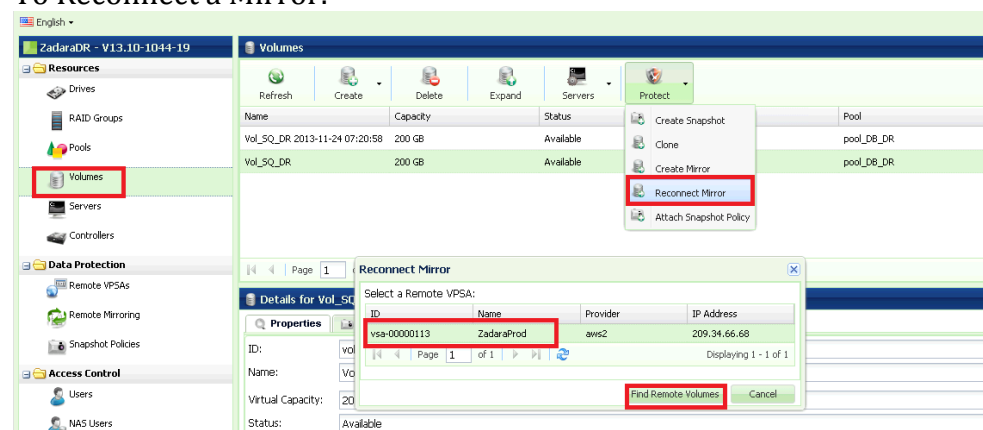 To Reconnect a Mirror:
English
ZadaraDR - V13.10-1044-19
Resources
Drives
RAID Groups
Pools
Volumes
Servers
Controllers
Data Protection
Remote VPSAs
Remote Mirroring
Snapshot Policies
Access Control
Users
NAS Users
Volumes
Refresh Create Delete Expand Servers Protect
Name Capacity Status Pool
Vol_SQ_DR 2013-11-24 07:20:58 200 GB Available pool_DB_DR
Vol_SQ_DR 200 GB Available pool_DB_DR
Create Snapshot
Clone
Create Mirror
Reconnect Mirror
Attach Snapshot Policy
Page 1
Details for Vol_SQ
Properties
ID: vol
Name: Vo
Virtual Capacity: 20
Status: Available
Reconnect Mirror
Select a Remote VPSA:
ID Name Provider IP Address
vsa-00000113 ZadaraProd aws2 209.34.66.68
Page 1 of 1 Displaying 1 - 1 of 1
Find Remote Volumes Cancel